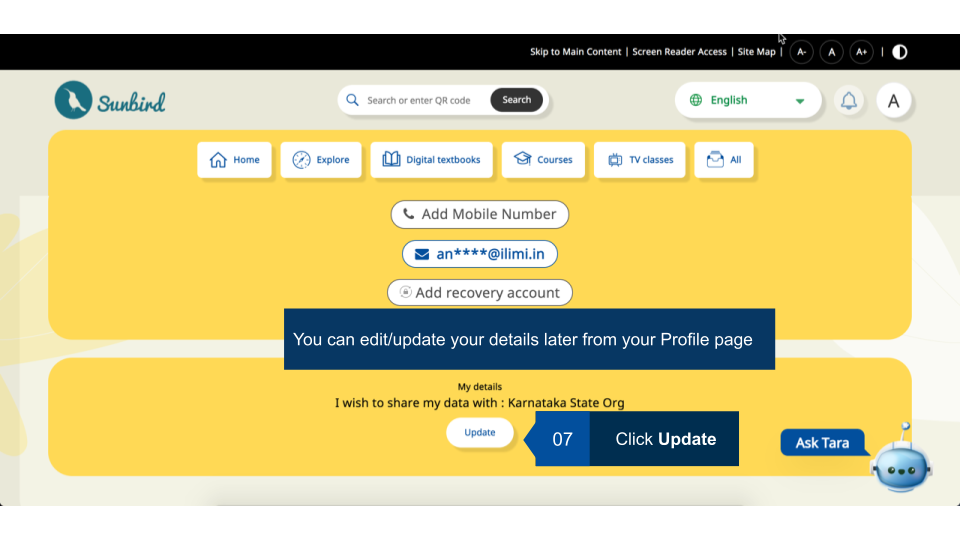 Skip to Main Content | Screen Reader Access | Site Map | A- A A+ |
Sunbird
Search or enter QR code Search
English
A
Home Explore Digital textbooks Courses TV classes All
Add Mobile Number
an****@ilimi.in
Add recovery account
You can edit/update your details later from your Profile page
My details
I wish to share my data with : Karnataka State Org
Update
07 Click Update
Ask Tara